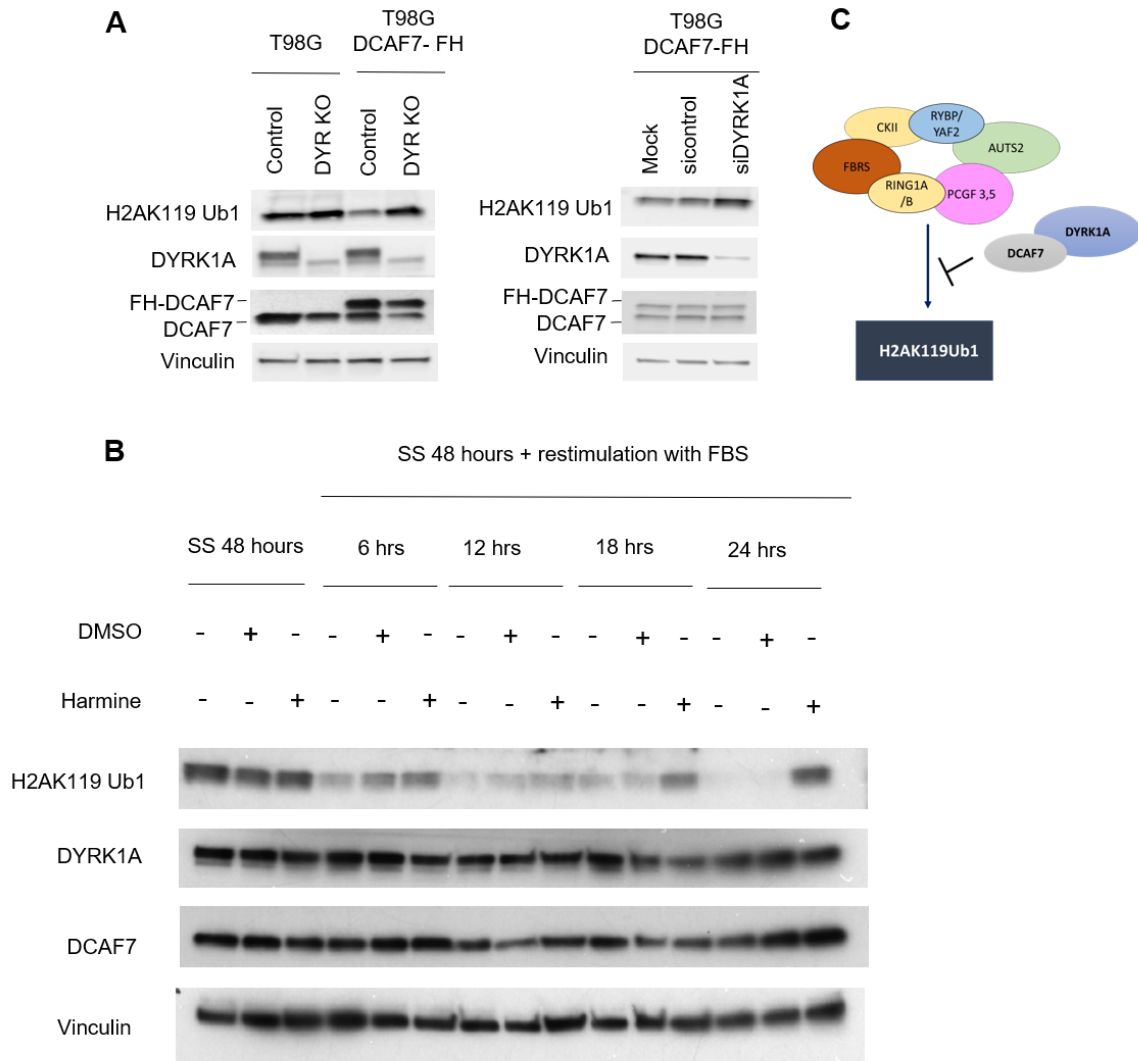 A
T98G
T98G
DCAF7- FH
Control
DYR KO
Control
DYR KO
H2AK119 Ub1
DYRK1A
FH-DCAF7
DCAF7
Vinculin
T98G
DCAF7-FH
Mock
sicontrol
siDYRK1A
H2AK119 Ub1
DYRK1A
FH-DCAF7
DCAF7
Vinculin
C
CKII
RYBP/
YAF2
AUTS2
FBRS
RING1A
/B
PCGF 3,5
DYRK1A
DCAF7
H2AK119Ub1
B
SS 48 hours + restimulation with FBS
SS 48 hours 6 hrs 12 hrs 18 hrs 24 hrs
DMSO - + - - + - - + - - + - - + -
Harmine - - + - - + - - + - - + - - +
H2AK119 Ub1
DYRK1A
DCAF7
Vinculin